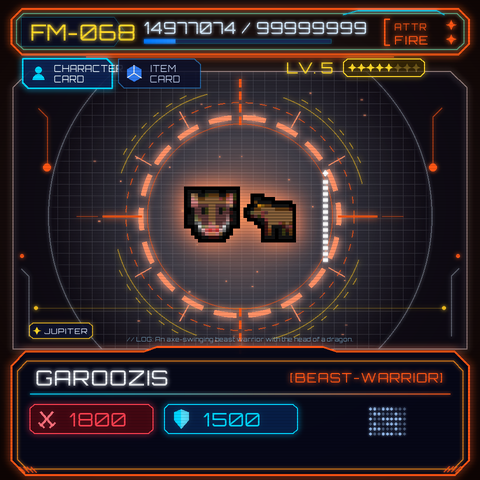 FM-068
14977074 / 99999999
ATTR
FIRE
CHARACTER
CARD
ITEM
CARD
LV. 5
JUPITER
// LOG: An axe-swinging beast warrior with the head of a dragon.
GAROOZIS
[BEAST-WARRIOR]
1800
1500